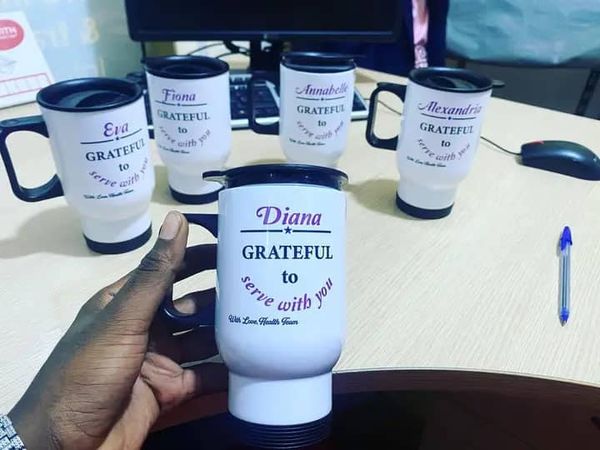 Eva
GRATEFUL
to
serve with you
Fiona
GRATEFUL
to
serve with you
Annabelle
GRATEFUL
to
serve with you
Alexandria
GRATEFUL
to
serve with you
Diana
GRATEFUL
to
serve with you
With Love, Health Team